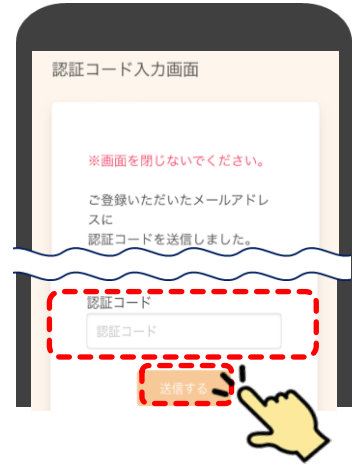 認証コード入力画面
※画面を閉じないでください。
ご登録いただいたメールアドレ
スに
認証コードを送信しました。
認証コード
認証コード
送信する